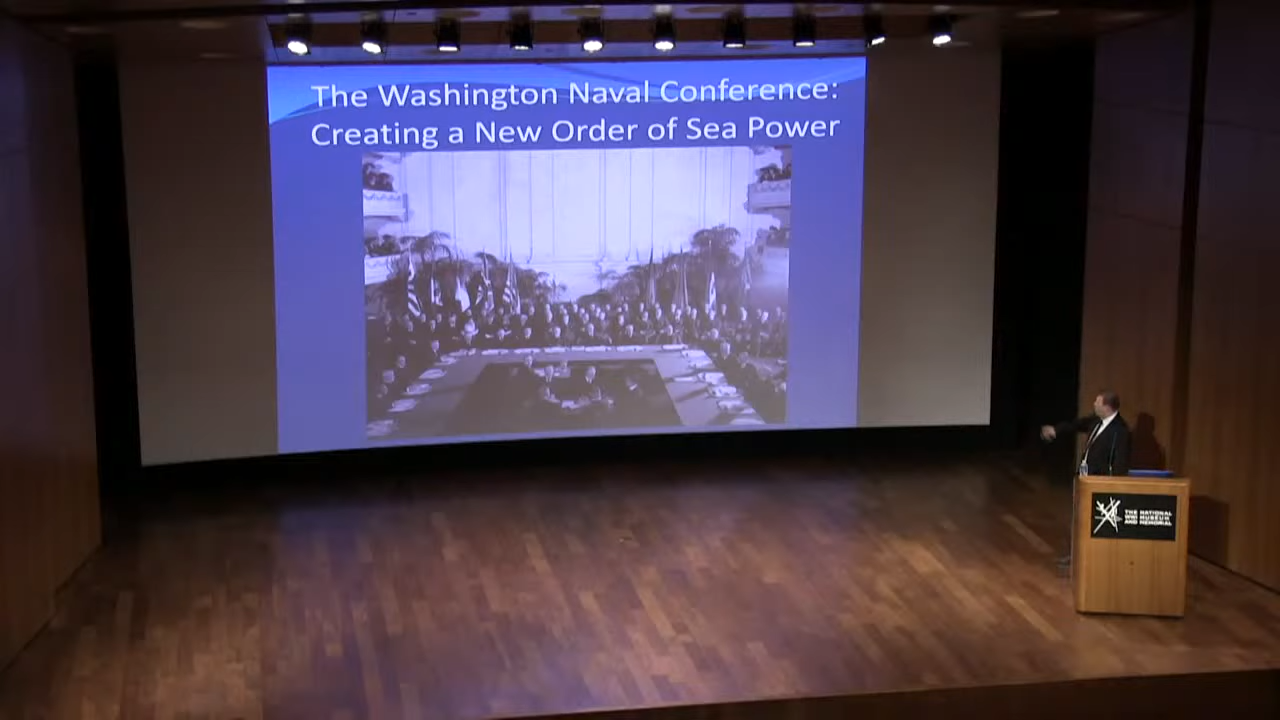 The Washington Naval Conference:
Creating a New Order of Sea Power
THE NATIONAL
WWI MUSEUM
AND MEMORIAL